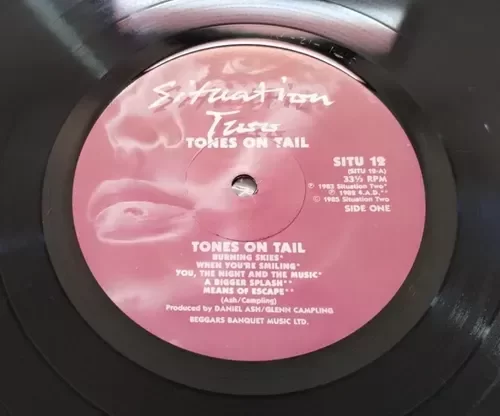 Situation
Two
TONES ON TAIL
SITU 12
(SITU 12-A)
33⅓ RPM
℗ 1983 Situation Two*
℗ 1982 4.A.D.**
© 1985 Situation Two
SIDE ONE
TONES ON TAIL
BURNING SKIES*
WHEN YOU'RE SMILING*
YOU, THE NIGHT AND THE MUSIC*
A BIGGER SPLASH**
MEANS OF ESCAPE**
(Ash/Campling)
Produced by DANIEL ASH/GLENN CAMPLING
BEGGARS BANQUET MUSIC LTD.